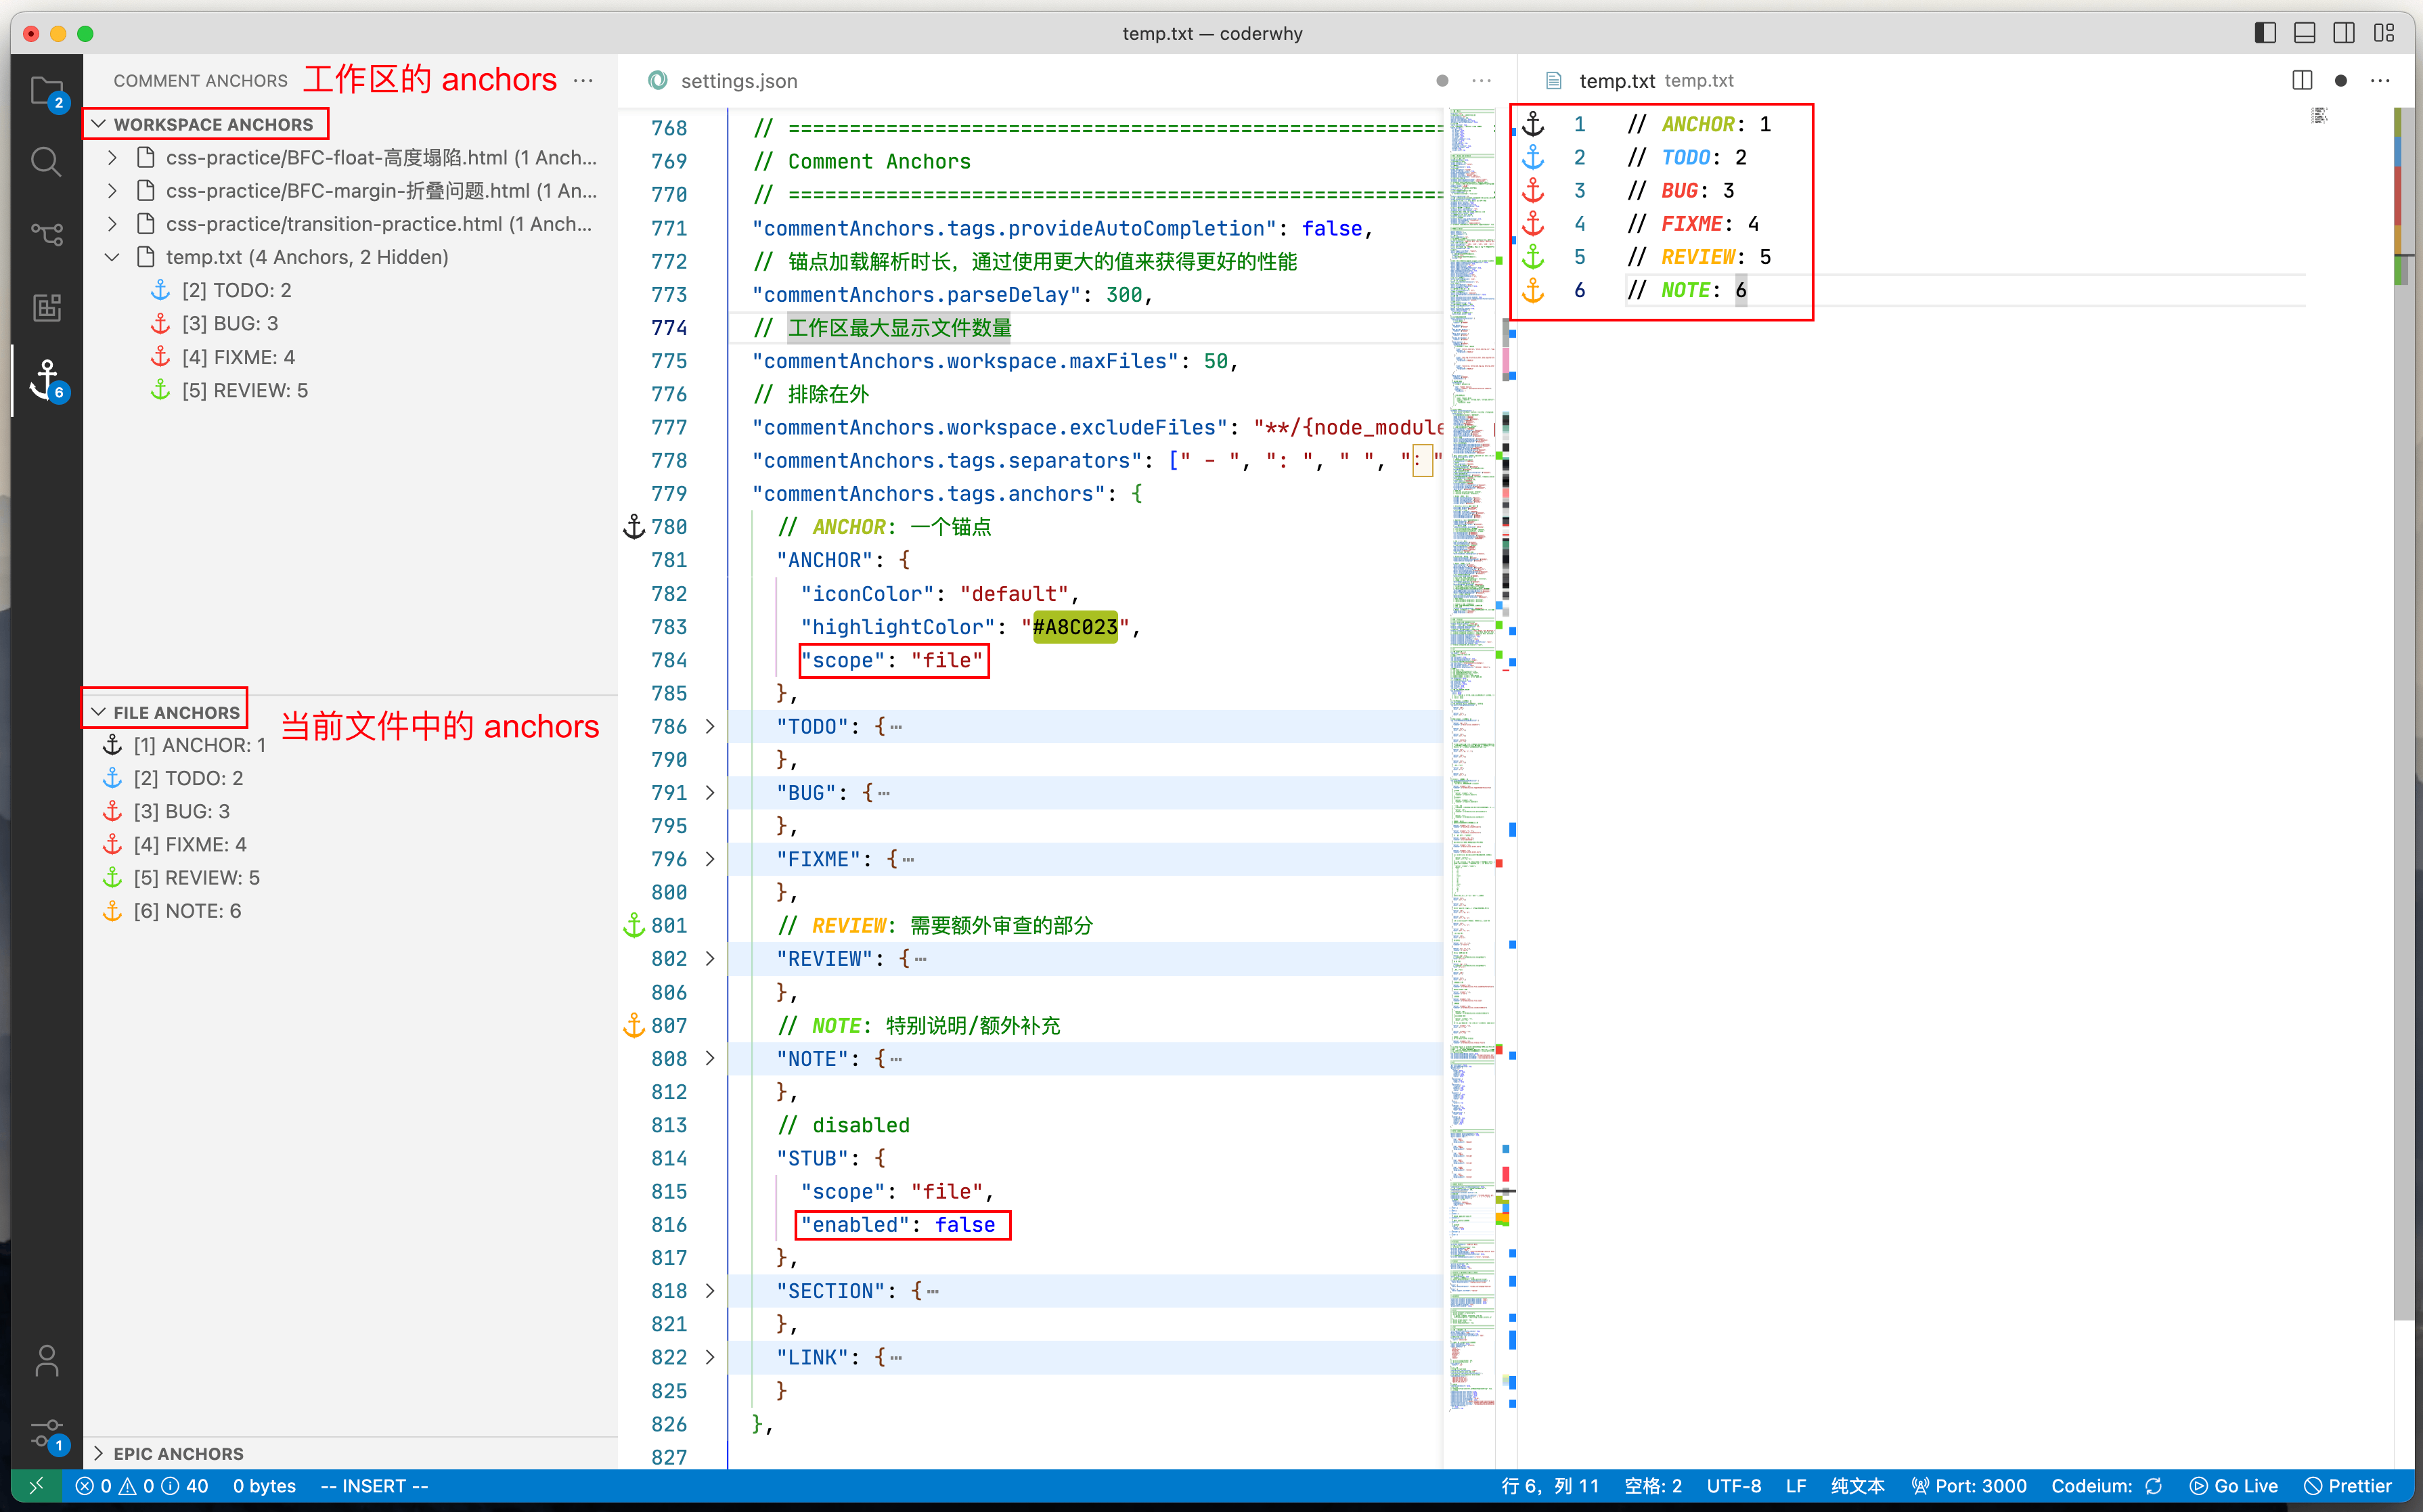 temp.txt — coderwhy
COMMENT ANCHORS
工作区的 anchors
WORKSPACE ANCHORS
css-practice/BFC-float-高度塌陷.html (1 Anch...
css-practice/BFC-margin-折叠问题.html (1 An...
css-practice/transition-practice.html (1 Anch...
temp.txt (4 Anchors, 2 Hidden)
[2] TODO: 2
[3] BUG: 3
[4] FIXME: 4
[5] REVIEW: 5
FILE ANCHORS
当前文件中的 anchors
[1] ANCHOR: 1
[2] TODO: 2
[3] BUG: 3
[4] FIXME: 4
[5] REVIEW: 5
[6] NOTE: 6
EPIC ANCHORS
2
6
1
settings.json
768 // ======================================================
769 // Comment Anchors
770 // ======================================================
771 "commentAnchors.tags.provideAutoCompletion": false,
772 // 锚点加载解析时长，通过使用更大的值来获得更好的性能
773 "commentAnchors.parseDelay": 300,
774 // 工作区最大显示文件数量
775 "commentAnchors.workspace.maxFiles": 50,
776 // 排除在外
777 "commentAnchors.workspace.excludeFiles": "**/{node_module
778 "commentAnchors.tags.separators": [" - ", ": ", " ", "："
779 "commentAnchors.tags.anchors": {
780 // ANCHOR: 一个锚点
781 "ANCHOR": {
782 "iconColor": "default",
783 "highlightColor": "#A8C023",
784 "scope": "file"
785 },
786 "TODO": {…
790 },
791 "BUG": {…
795 },
796 "FIXME": {…
800 },
801 // REVIEW: 需要额外审查的部分
802 "REVIEW": {…
806 },
807 // NOTE: 特别说明/额外补充
808 "NOTE": {…
812 },
813 // disabled
814 "STUB": {
815 "scope": "file",
816 "enabled": false
817 },
818 "SECTION": {…
821 },
822 "LINK": {…
825 }
826 },
827
temp.txt temp.txt
1 // ANCHOR: 1
2 // TODO: 2
3 // BUG: 3
4 // FIXME: 4
5 // REVIEW: 5
6 // NOTE: 6
0 0 40 0 bytes -- INSERT -- 行 6，列 11 空格: 2 UTF-8 LF 纯文本 Port: 3000 Codeium: Go Live Prettier